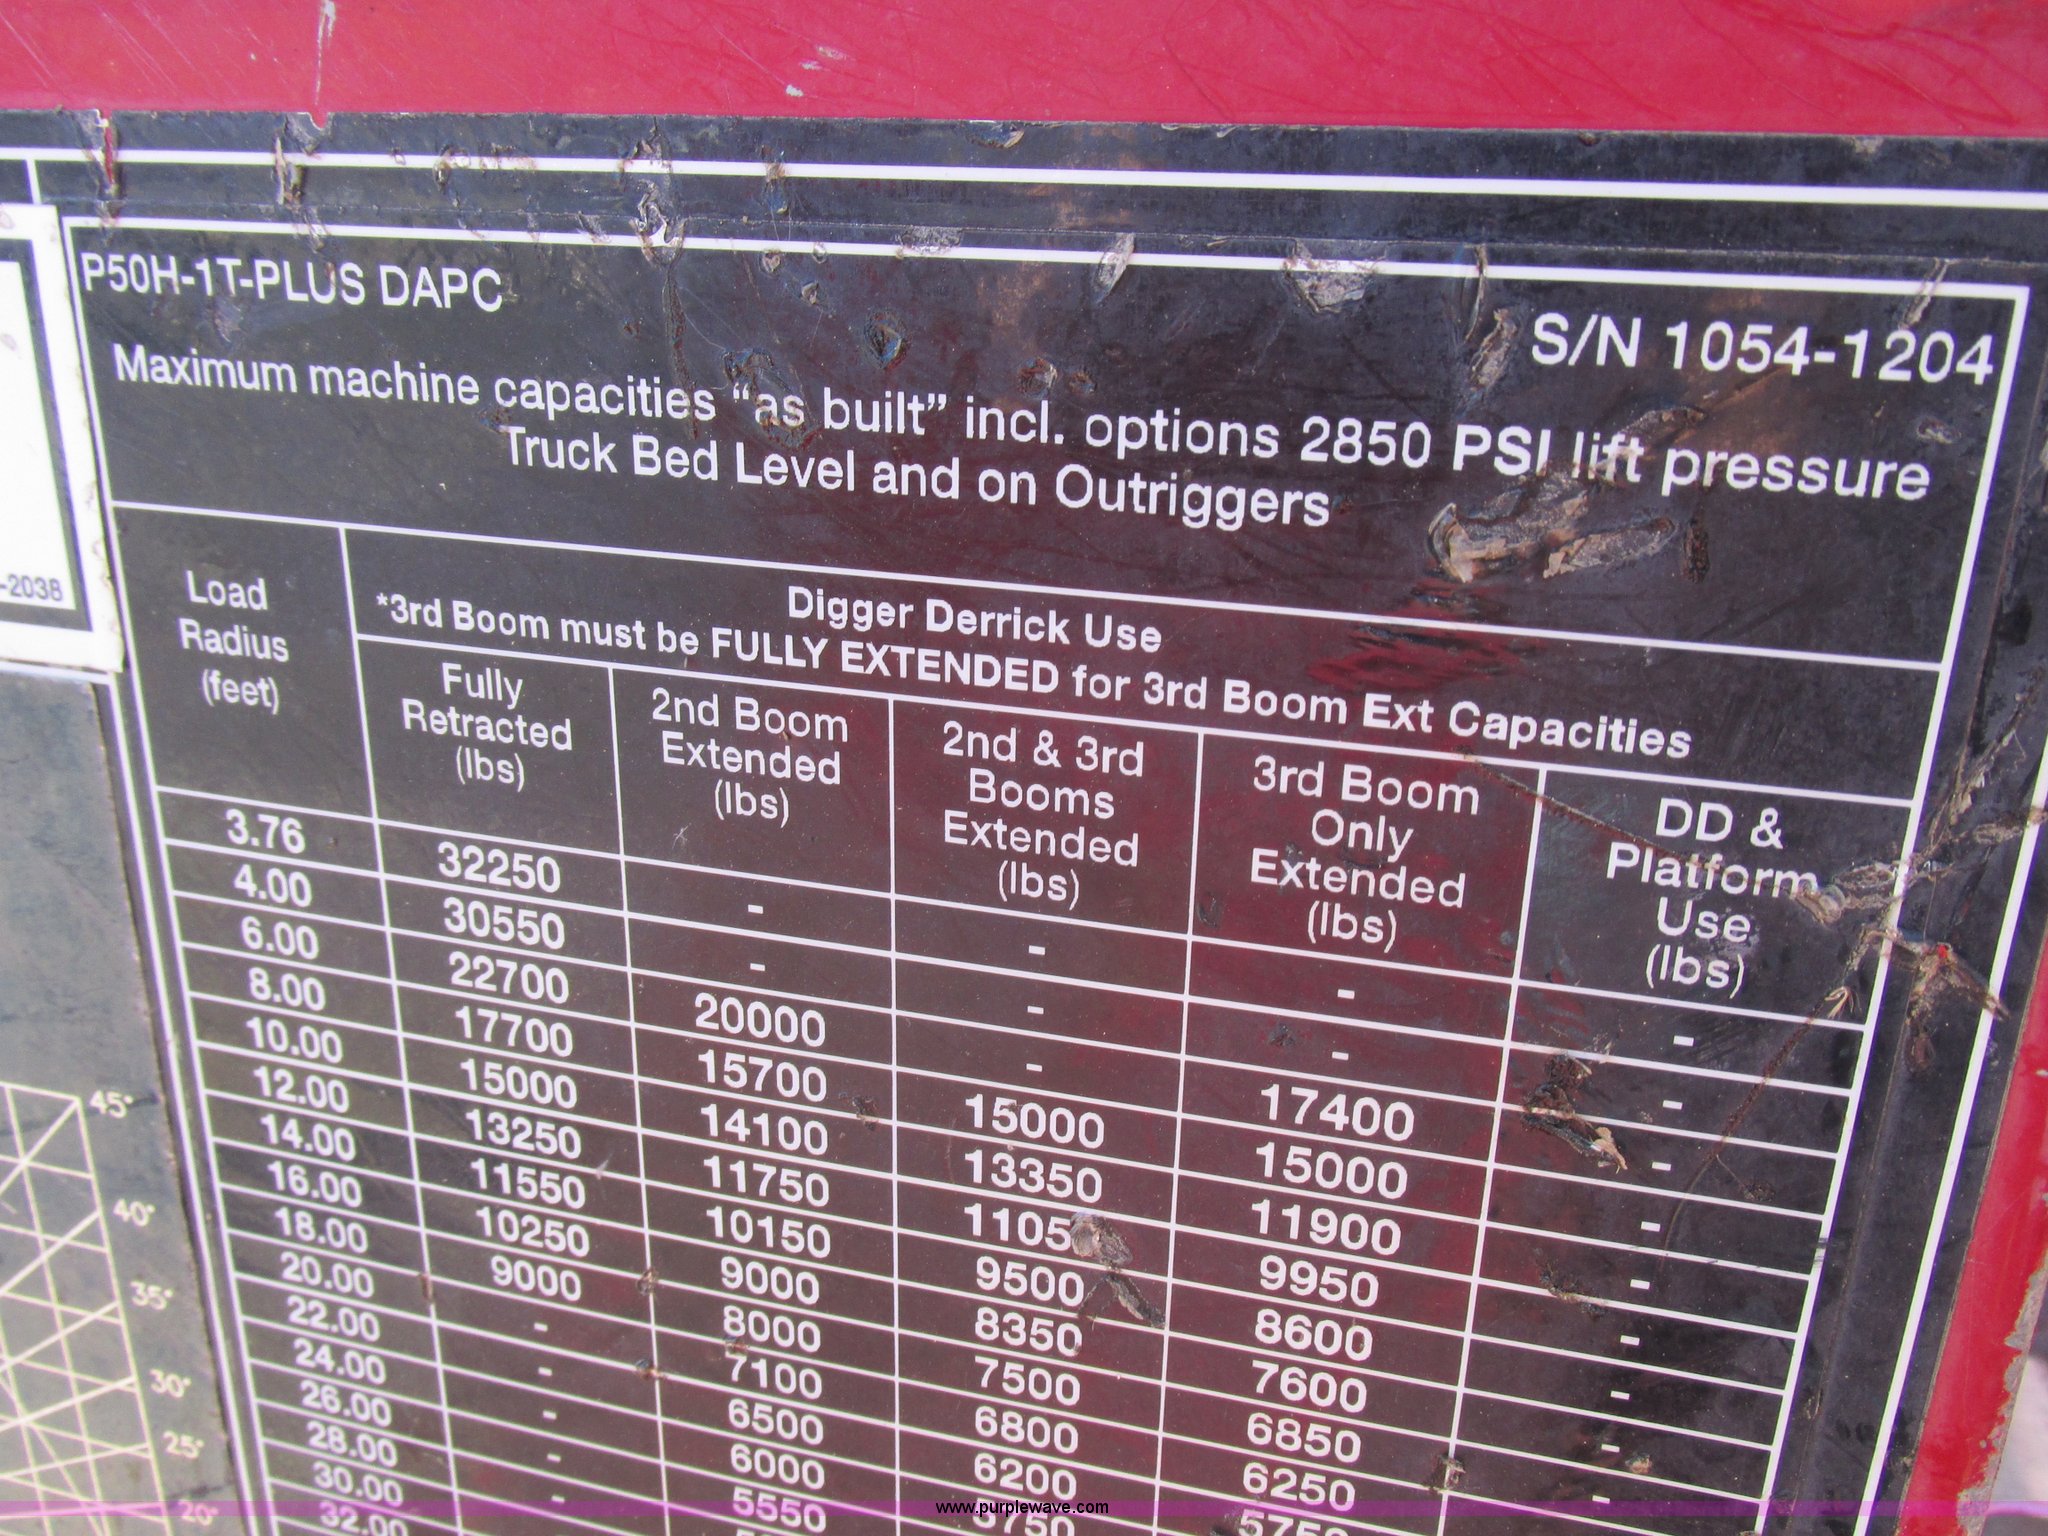 P50H-1T-PLUS DAPC
S/N 1054-1204
Maximum machine capacities “as built” incl. options 2850 PSI lift pressure
Truck Bed Level and on Outriggers
-2038
Load
Radius
(feet)
Digger Derrick Use
*3rd Boom must be FULLY EXTENDED for 3rd Boom Ext Capacities
Fully
Retracted
(lbs)
2nd Boom
Extended
(lbs)
2nd & 3rd
Booms
Extended
(lbs)
3rd Boom
Only
Extended
(lbs)
DD &
Platform
Use
(lbs)
3.76 32250 - - - -
4.00 30550 - - - -
6.00 22700 20000 - 17400 -
8.00 17700 15700 15000 15000 -
10.00 15000 14100 13350 11900 -
12.00 13250 11750 9950 -
14.00 11550 10150 9500 8600 -
16.00 10250 9000 8350 7600 -
18.00 9000 8000 7500 6850 -
20.00 - 7100 6800 6250
22.00 - 6500 6200 5750
24.00 - 6000 5750
26.00 - 5550
28.00 -
30.00
32.00
45°
40°
35°
30°
25°
20°
www.purplewave.com